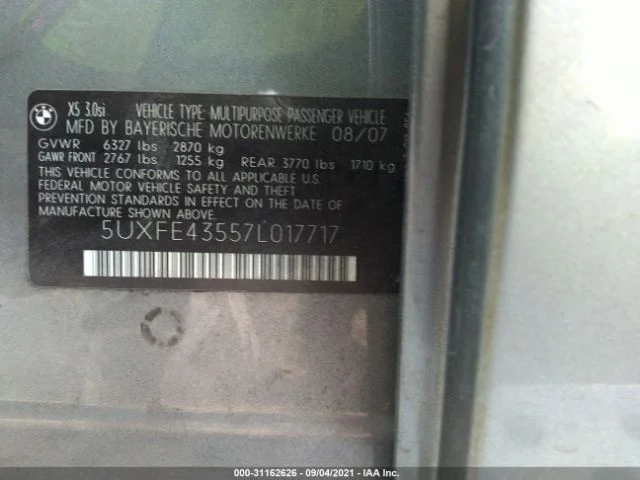 X5 3.0si VEHICLE TYPE: MULTIPURPOSE PASSENGER VEHICLE
MFD BY BAYERISCHE MOTORENWERKE 08/07
GVWR 6327 lbs 2870 kg
GAWR FRONT 2767 lbs 1255 kg REAR 3770 lbs 1710 kg
THIS VEHICLE CONFORMS TO ALL APPLICABLE U.S.
FEDERAL MOTOR VEHICLE SAFETY AND THEFT
PREVENTION STANDARDS IN EFFECT ON THE DATE OF
MANUFACTURE SHOWN ABOVE.
5UXFE43557L017717
000-31162626 - 09/04/2021 - IAA Inc.